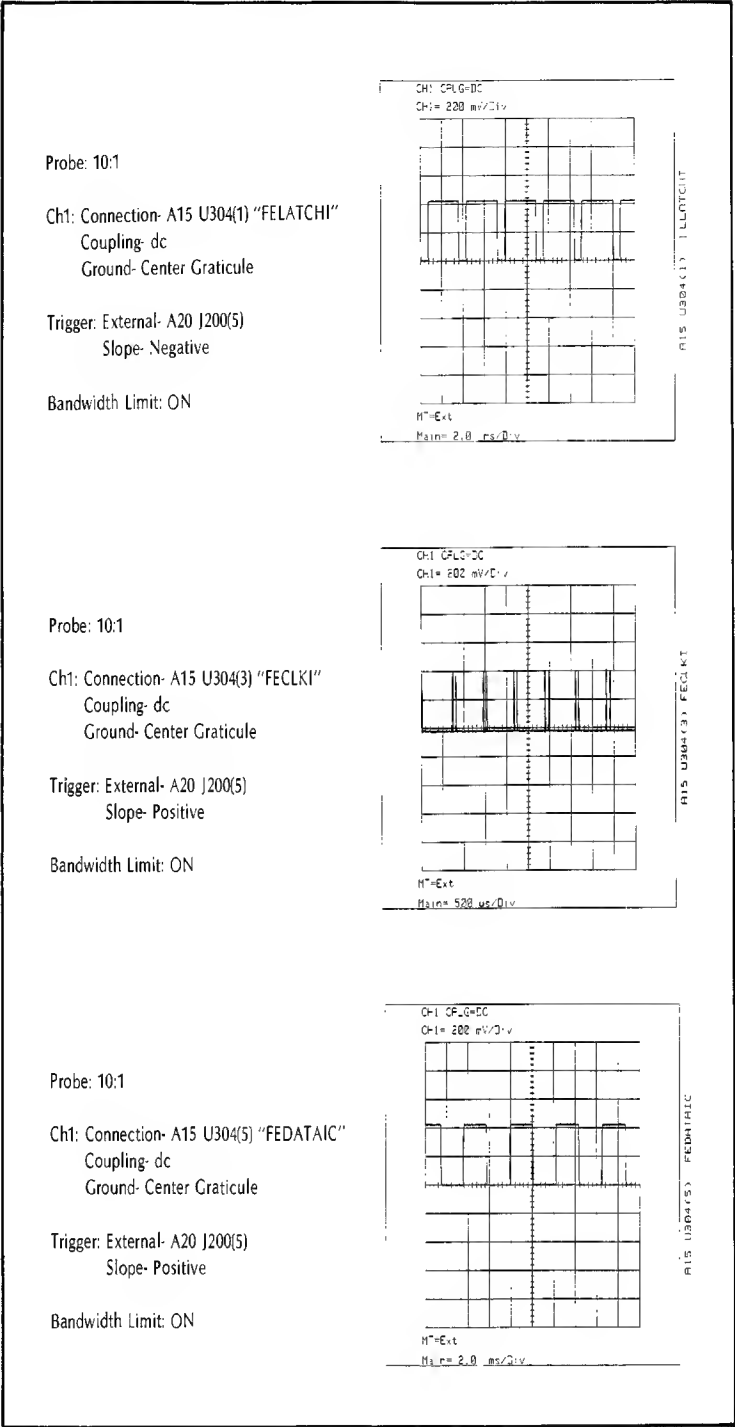 Probe: 10:1
Ch1: Connection- A15 U304(1) "FELATCHI"
Coupling- dc
Ground- Center Graticule
Trigger: External- A20 J200(5)
Slope- Negative
Bandwidth Limit: ON
CH1 CPLG=DC
CH1= 220 mV/Div
M =Ext
Main= 2.0
A15 U304(1)
Probe: 10:1
Ch1: Connection- A15 U304(3) "FECLKI"
Coupling- dc
Ground- Center Graticule
Trigger: External- A20 J200(5)
Slope- Positive
Bandwidth Limit: ON
CH1 CPLG=DC
CH1= 202 mV/Div
M =Ext
Main= 520 us/Div
A15 U304(3) FECLKI
Probe: 10:1
Ch1: Connection- A15 U304(5) "FEDATAIC"
Coupling- dc
Ground- Center Graticule
Trigger: External- A20 J200(5)
Slope- Positive
Bandwidth Limit: ON
CH1 CPLG=DC
CH1= 200 mV/Div
M =Ext
Main= 2.0 ms/Div
A15 U304(5) FEDATAIC